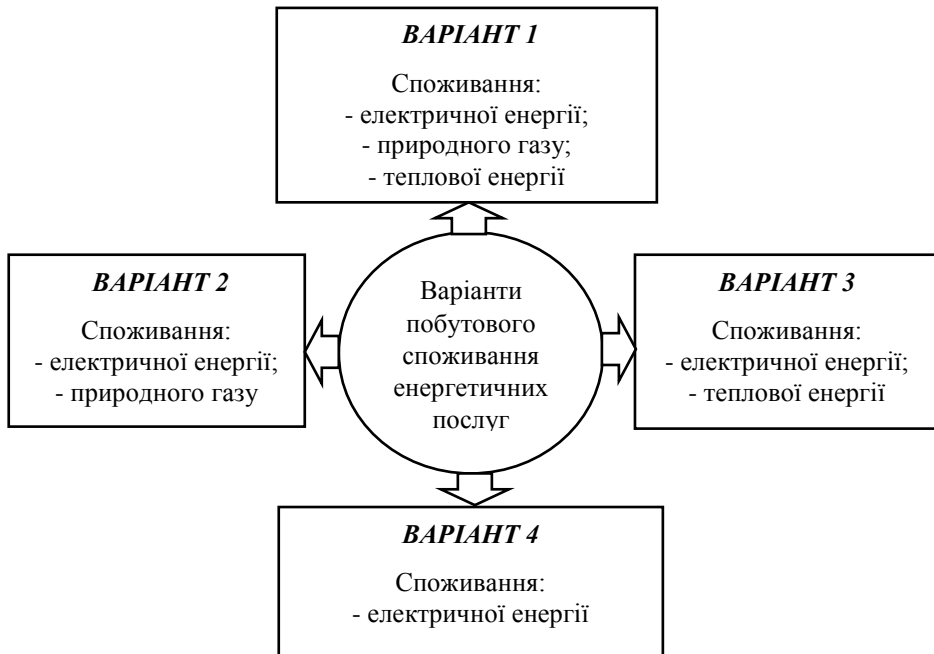 ВАРІАНТ 1
Споживання:
- електричної енергії;
- природного газу;
- теплової енергії
ВАРІАНТ 2
Споживання:
- електричної енергії;
- природного газу
Варіанти
побутового
споживання
енергетичних
послуг
ВАРІАНТ 3
Споживання:
- електричної енергії;
- теплової енергії
ВАРІАНТ 4
Споживання:
- електричної енергії